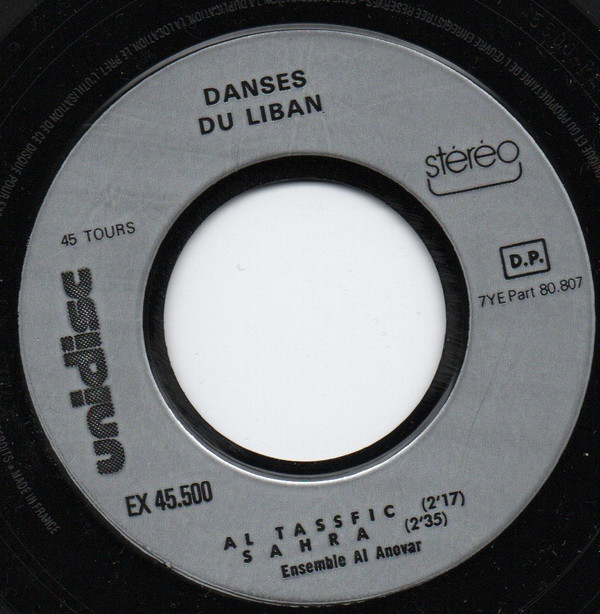 DANSES
DU LIBAN
stéréo
45 TOURS
D.P.
7YE Part 80.807
unidisc
EX 45.500
AL TASSFIC (2'17)
SAHRA (2'35)
Ensemble Al Anovar